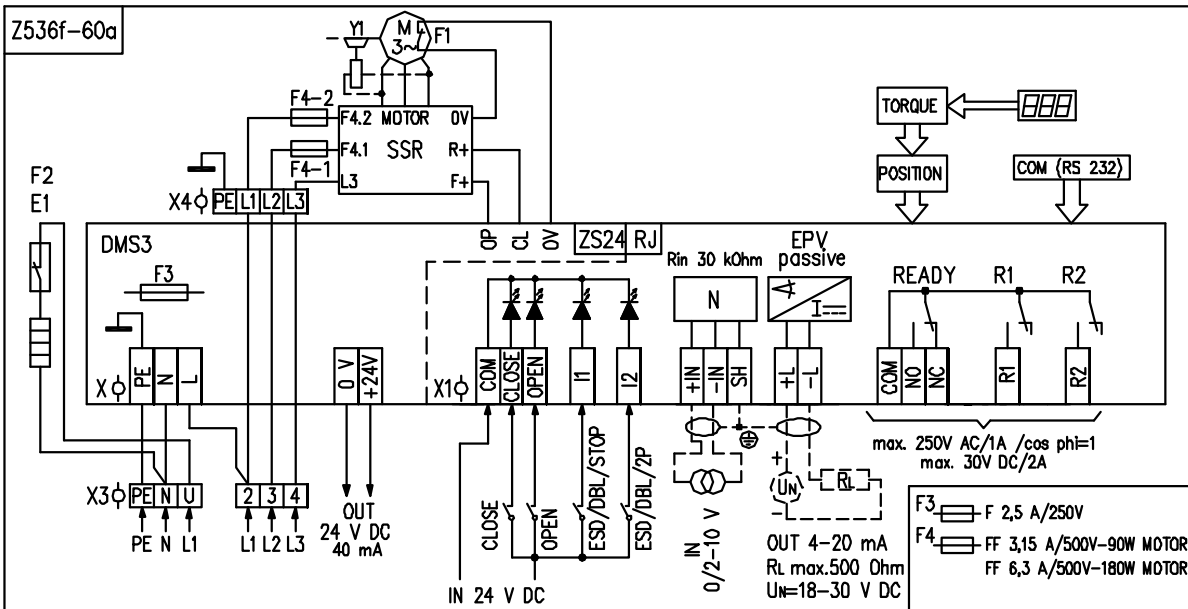 Z536f-60a
Y1
M
3~
F1
F4-2
F4.2
MOTOR
0V
F4.1
SSR
R+
F4-1
L3
F+
TORQUE
POSITION
COM (RS 232)
F2
E1
X4
PE
L1
L2
L3
DMS3
F3
OP
CL
OV
ZS24
RJ
Rin 30 kOhm
N
EPV
passive
I
READY
R1
R2
X
PE
N
L
0 V
+24V
X1
COM
CLOSE
OPEN
I1
I2
+IN
-IN
SH
+L
-L
COM
NO
NC
R1
R2
max. 250V AC/1A /cos phi=1
max. 30V DC/2A
X3
PE
N
U
2
3
4
PE N L1
L1 L2 L3
OUT
24 V DC
40 mA
CLOSE
OPEN
ESD/DBL/STOP
ESD/DBL/2P
IN 24 V DC
IN
0/2-10 V
+
UN
-
RL
OUT 4-20 mA
RL max.500 Ohm
UN=18-30 V DC
F3
F 2,5 A/250V
F4
FF 3,15 A/500V-90W MOTOR
FF 6,3 A/500V-180W MOTOR